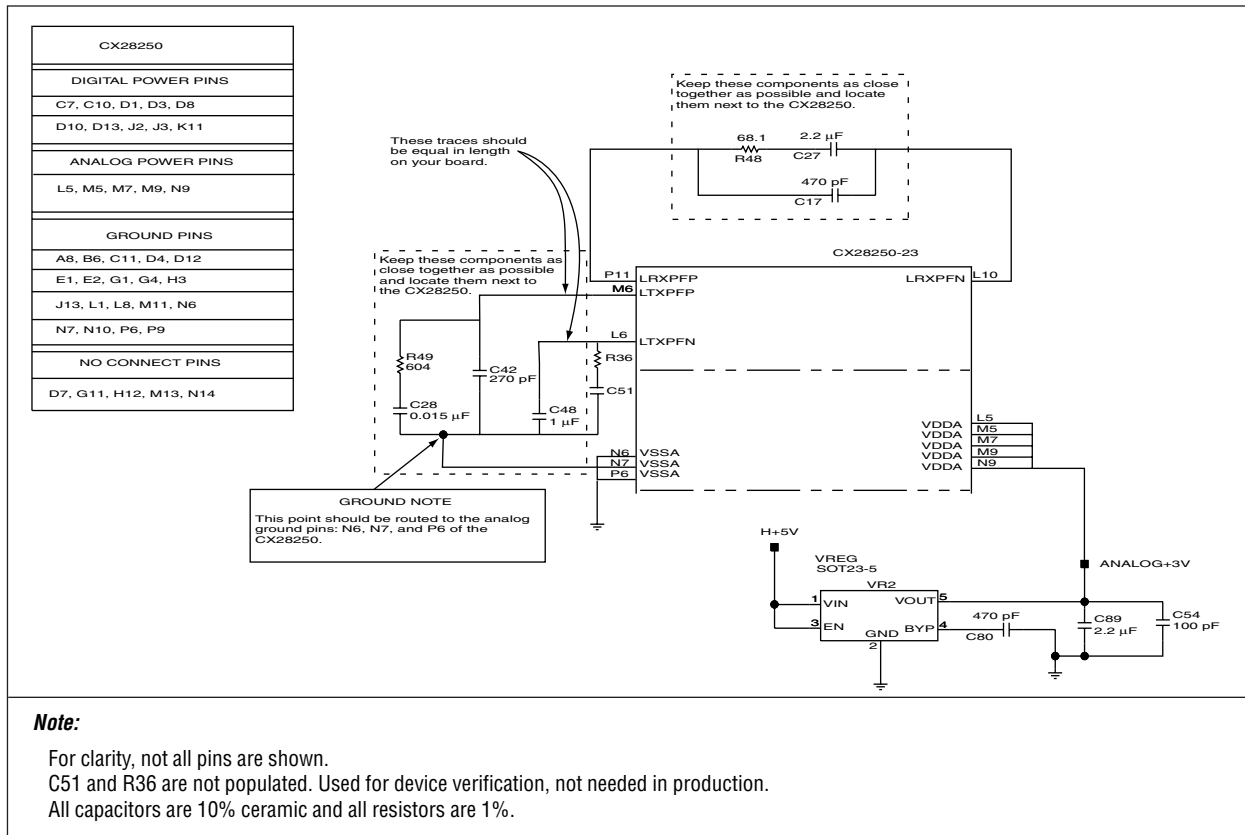 CX28250
DIGITAL POWER PINS
C7, C10, D1, D3, D8
D10, D13, J2, J3, K11
ANALOG POWER PINS
L5, M5, M7, M9, N9
GROUND PINS
A8, B6, C11, D4, D12
E1, E2, G1, G4, H3
J13, L1, L8, M11, N6
N7, N10, P6, P9
NO CONNECT PINS
D7, G11, H12, M13, N14
These traces should
be equal in length
on your board.
Keep these components as close
together as possible and locate
them next to the CX28250.
68.1
R48
2.2 µF
C27
470 pF
C17
Keep these components as
close together as possible
and locate them next to
the CX28250.
R49
604
C28
0.015 µF
C42
270 pF
C48
1 µF
R36
C51
CX28250-23
P11
LRXPFP
M6
LTXPFP
L6
LTXPFN
L10
LRXPFN
N6
VSSA
N7
VSSA
P6
VSSA
L5
VDDA
M5
VDDA
M7
VDDA
M9
VDDA
N9
VDDA
GROUND NOTE
This point should be routed to the analog
ground pins: N6, N7, and P6 of the
CX28250.
H+5V
VREG
SOT23-5
VR2
1
VIN
3
EN
VOUT
5
BYP
4
GND
2
470 pF
C80
ANALOG+3V
C89
2.2 µF
C54
100 pF
Note:
For clarity, not all pins are shown.
C51 and R36 are not populated. Used for device verification, not needed in production.
All capacitors are 10% ceramic and all resistors are 1%.